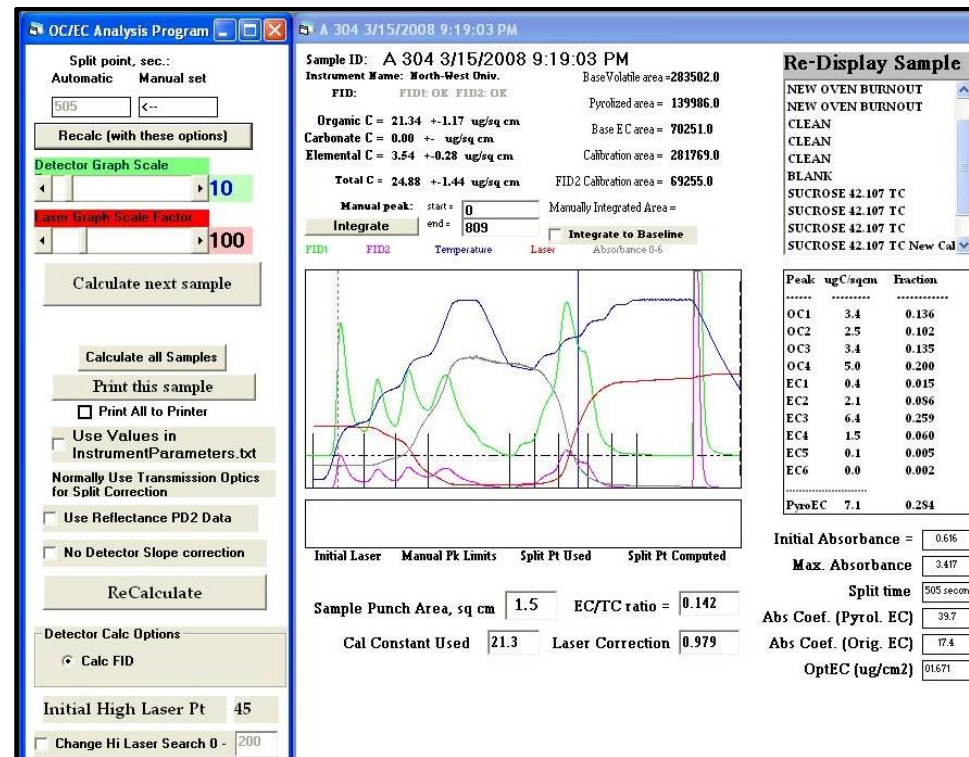 OC/EC Analysis Program
Split point, sec.:
Automatic Manual set
505 <--
Recalc (with these options)
Detector Graph Scale
10
Laser Graph Scale Factor
100
Calculate next sample
Calculate all Samples
Print this sample
Print All to Printer
Use Values in
InstrumentParameters.txt
Normally Use Transmission Optics
for Split Correction
Use Reflectance PD2 Data
No Detector Slope correction
ReCalculate
Detector Calc Options
Calc FID
Initial High Laser Pt 45
Change Hi Laser Search 0 - 200
A 304 3/15/2008 9:19:03 PM
Sample ID: A 304 3/15/2008 9:19:03 PM
Instrument Name: North-West Univ.
FID: FID1: OK FID2: OK
Organic C = 21.34 +-1.17 ug/sq cm
Carbonate C = 0.00 +- ug/sq cm
Elemental C = 3.54 +-0.28 ug/sq cm
Total C = 24.88 +-1.44 ug/sq cm
BaseVolatile area =283502.0
Pyrolized area = 139986.0
Base EC area = 70251.0
Calibration area = 281769.0
FID2 Calibration area = 69255.0
Manual peak: start = 0
Integrate end = 809
Manually Integrated Area =
Integrate to Baseline
FID1 FID2 Temperature Laser Absorbance 0-6
Initial Laser Manual Pk Limits Split Pt Used Split Pt Computed
Sample Punch Area, sq cm 1.5 EC/TC ratio = 0.142
Cal Constant Used 21.3 Laser Correction 0.979
Re-Display Sample
NEW OVEN BURNOUT
NEW OVEN BURNOUT
CLEAN
CLEAN
CLEAN
BLANK
SUCROSE 42.107 TC
SUCROSE 42.107 TC
SUCROSE 42.107 TC
SUCROSE 42.107 TC New Cal
Peak ugC/sqcm Fraction
------ --------- ------------
OC1 3.4 0.136
OC2 2.5 0.102
OC3 3.4 0.135
OC4 5.0 0.200
EC1 0.4 0.015
EC2 2.1 0.086
EC3 6.4 0.259
EC4 1.5 0.060
EC5 0.1 0.005
EC6 0.0 0.002
------------------------
PyroEC 7.1 0.284
Initial Absorbance = 0.616
Max. Absorbance 3.417
Split time 505 secon
Abs Coef. (Pyrol. EC) 39.7
Abs Coef. (Orig. EC) 17.4
OptEC (ug/cm2) 01.671